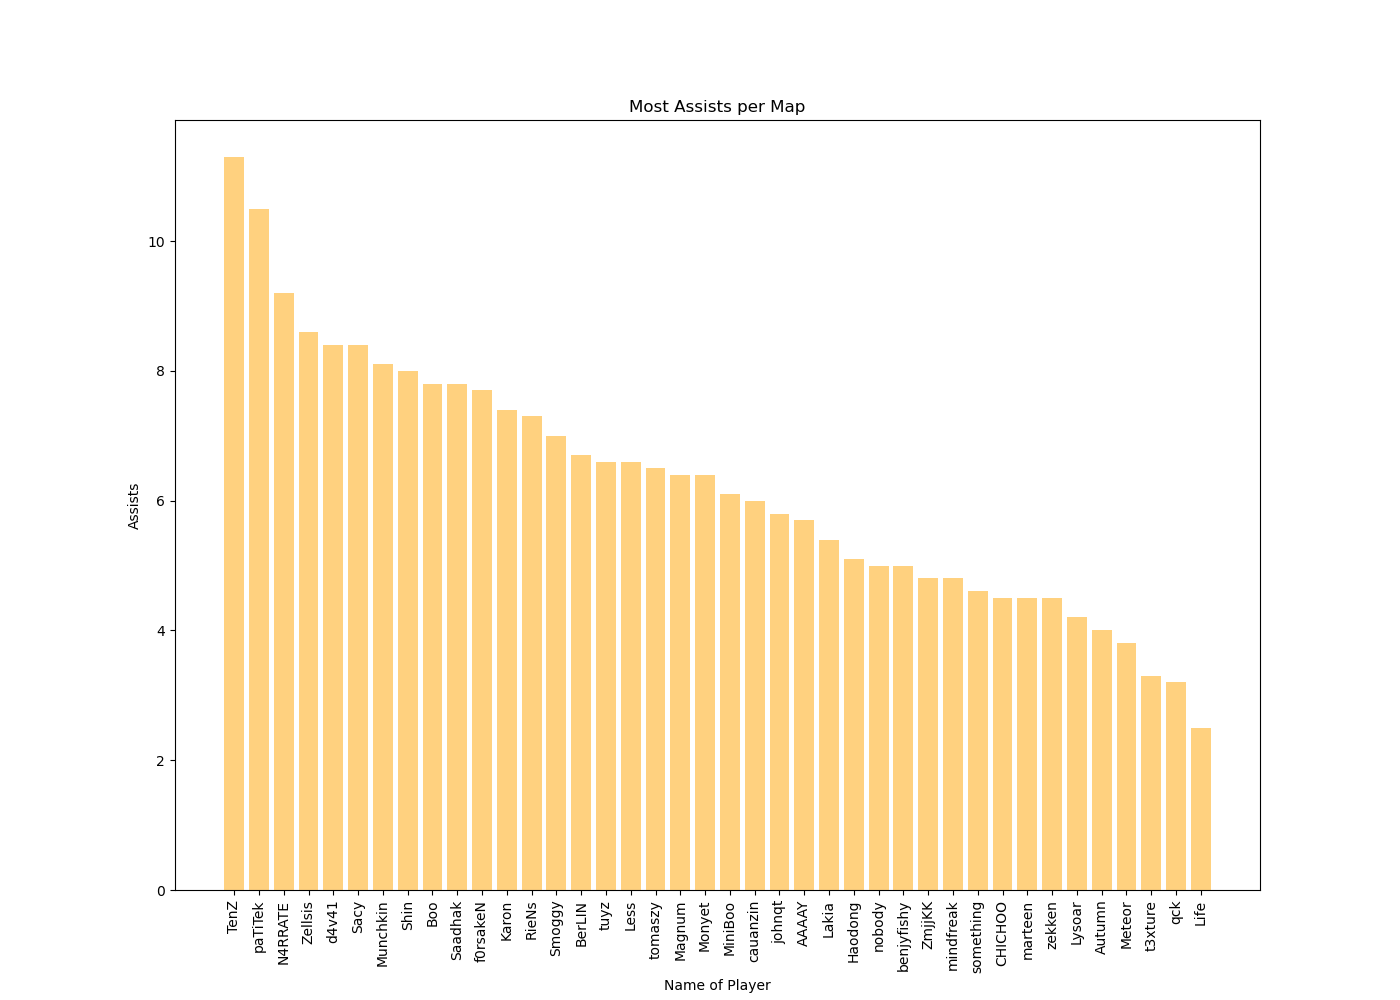 Most Assists per Map
Assists
10
8
6
4
2
0
TenZ
paTiTek
N4RRATE
Zellsis
d4v41
Sacy
Munchkin
Shin
Boo
Saadhak
f0rsakeN
Karon
RieNs
Smoggy
BerLIN
tuyz
Less
tomaszy
Magnum
Monyet
MiniBoo
cauanzin
johnqt
AAAAY
Lakia
Haodong
nobody
benjyfishy
ZmjjKK
mindfreak
something
CHICHOO
marteen
zekken
Lysoar
Autumn
Meteor
t3xture
qck
Life
Name of Player